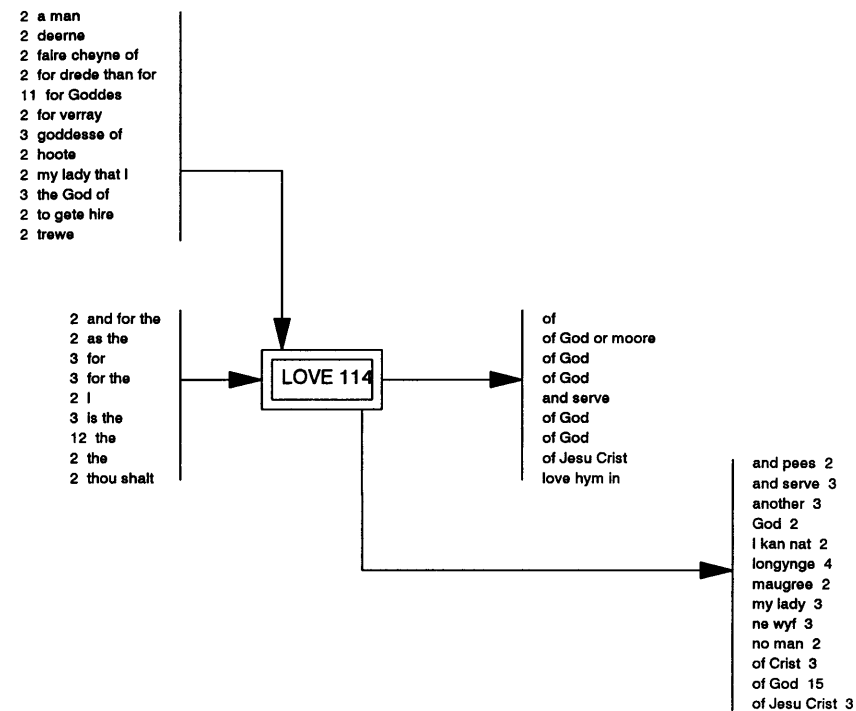 2 a man
2 deerne
2 faire cheyne of
2 for drede than for
11 for Goddes
2 for verray
3 goddesse of
2 hoote
2 my lady that I
3 the God of
2 to gete hire
2 trewe
2 and for the
2 as the
3 for
3 for the
2 I
3 is the
12 the
2 the
2 thou shalt
LOVE 114
of
of God or moore
of God
of God
and serve
of God
of God
of Jesu Crist
love hym in
and pees 2
and serve 3
another 3
God 2
I kan nat 2
longynge 4
maugree 2
my lady 3
ne wyf 3
no man 2
of Crist 3
of God 15
of Jesu Crist 3